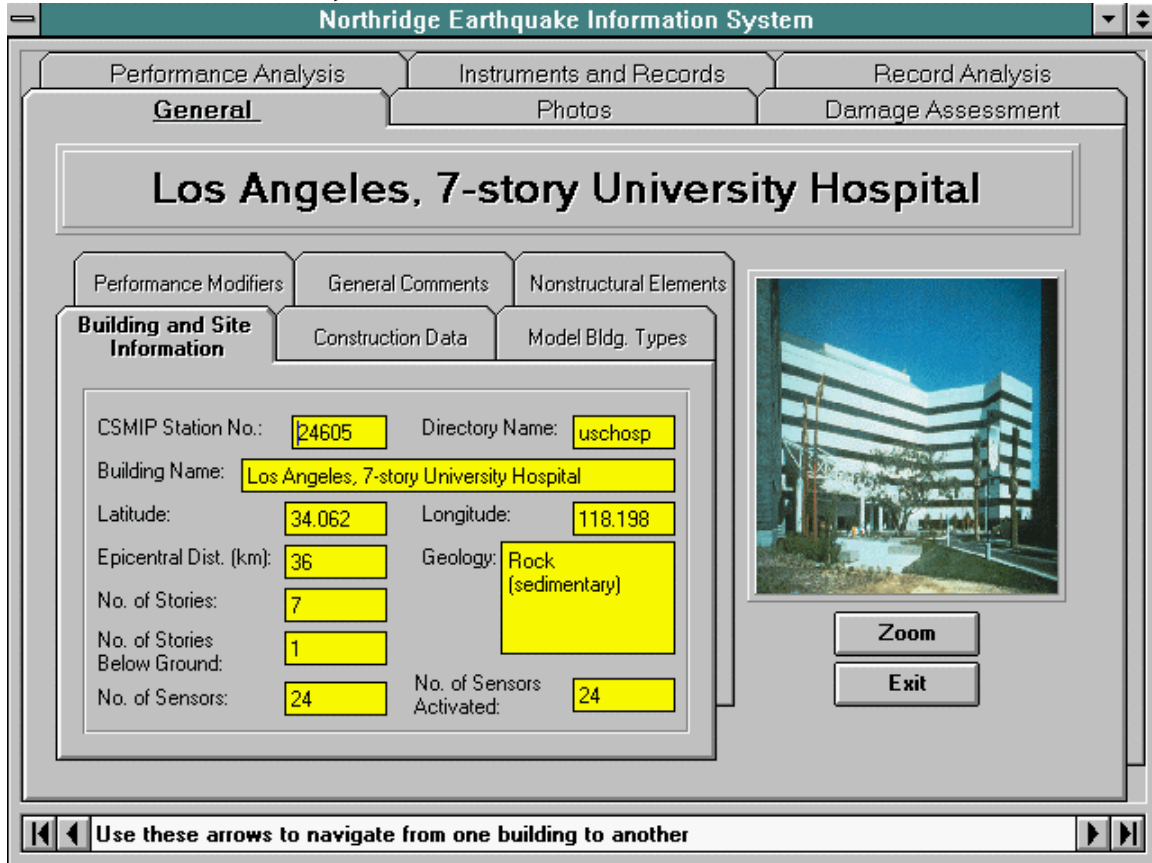 Northridge Earthquake Information System
Performance Analysis
Instruments and Records
Record Analysis
General
Photos
Damage Assessment
Los Angeles, 7-story University Hospital
Performance Modifiers
General Comments
Nonstructural Elements
Building and Site
Information
Construction Data
Model Bldg. Types
CSMIP Station No.: 24605
Directory Name: uschosp
Building Name: Los Angeles, 7-story University Hospital
Latitude: 34.062
Longitude: 118.198
Epicentral Dist. (km): 36
Geology: Rock
(sedimentary)
No. of Stories: 7
No. of Stories
Below Ground: 1
No. of Sensors: 24
No. of Sensors
Activated: 24
Zoom
Exit
Use these arrows to navigate from one building to another